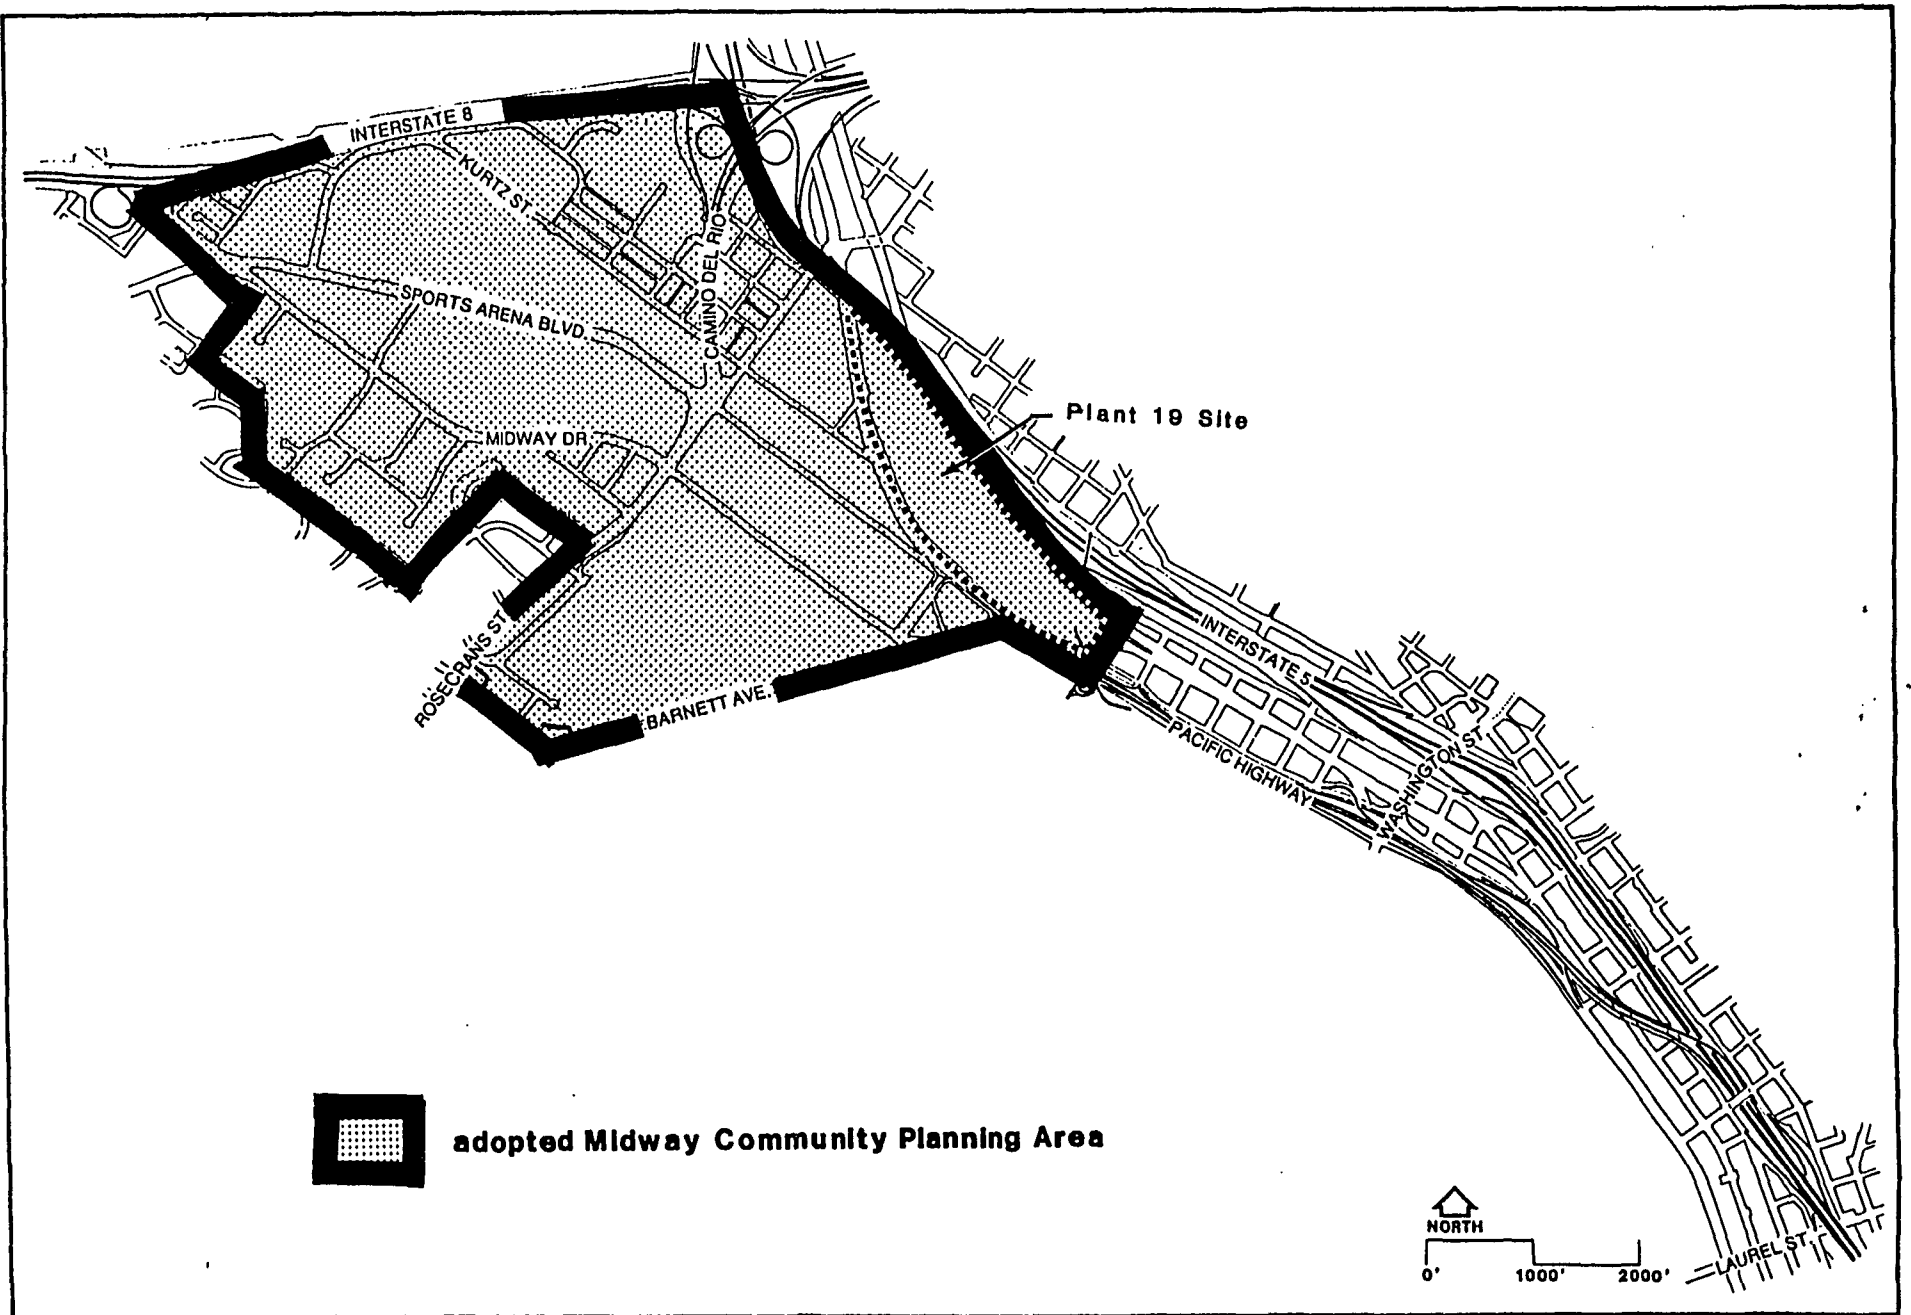 INTERSTATE 8
KURTZ ST.
CAMINO DEL RIO
SPORTS ARENA BLVD.
Plant 19 Site
MIDWAY DR.
ROSECRANS ST.
BARNETT AVE.
INTERSTATE 5
PACIFIC HIGHWAY
WASHINGTON ST.
adopted Midway Community Planning Area
NORTH
0' 1000' 2000'
LAUREL ST.